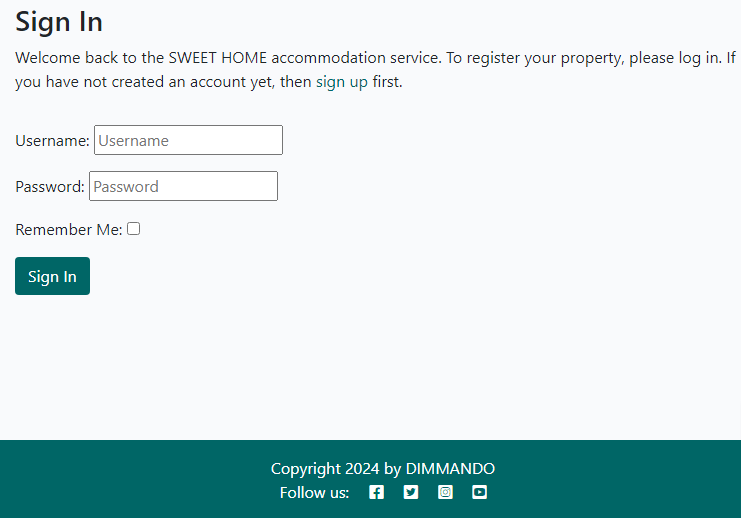 Sign In
Welcome back to the SWEET HOME accommodation service. To register your property, please log in. If
you have not created an account yet, then sign up first.
Username: Username
Password: Password
Remember Me:
Sign In
Copyright 2024 by DIMMANDO
Follow us: